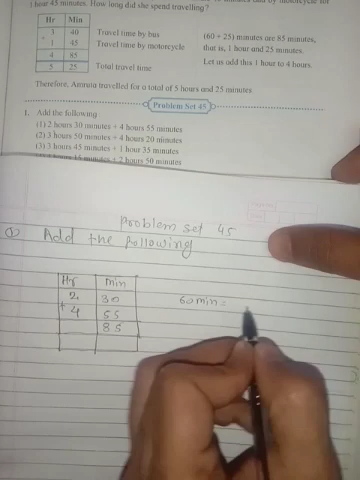 1 hour 45 minutes. How long did she spend travelling?
Hr Min
3 40 Travel time by bus (60 + 25) minutes are 85 minutes,
+ 1 45 Travel time by motorcycle that is, 1 hour and 25 minutes.
4 85 Let us add this 1 hour to 4 hours.
5 25 Total travel time
Therefore, Amruta travelled for a total of 5 hours and 25 minutes
Problem Set 45
1. Add the following
(1) 2 hours 30 minutes + 4 hours 55 minutes
(2) 3 hours 50 minutes + 4 hours 20 minutes
(3) 3 hours 45 minutes + 1 hour 35 minutes
hours 15 minutes + 2 hours 50 minutes
Problem set 45
Add the following
Hr min
2 30 60 min =
+ 4 55
85